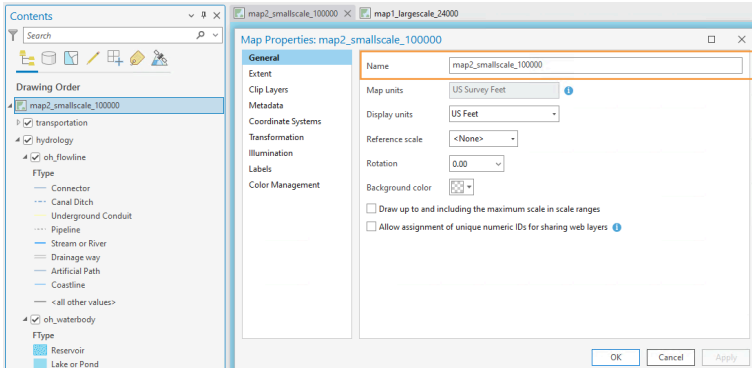 Contents
Search
Drawing Order
map2_smallscale_100000
transportation
hydrology
oh_flowline
FType
Connector
Canal Ditch
Underground Conduit
Pipeline
Stream or River
Drainage way
Artificial Path
Coastline
<all other values>
oh_waterbody
FType
Reservoir
Lake or Pond
map2_smallscale_100000
map1_largescale_24000
Map Properties: map2_smallscale_100000
General
Extent
Clip Layers
Metadata
Coordinate Systems
Transformation
Illumination
Labels
Color Management
Name map2_smallscale_100000
Map units US Survey Feet
Display units US Feet
Reference scale <None>
Rotation 0.00
Background color
Draw up to and including the maximum scale in scale ranges
Allow assignment of unique numeric IDs for sharing web layers
OK Cancel Apply